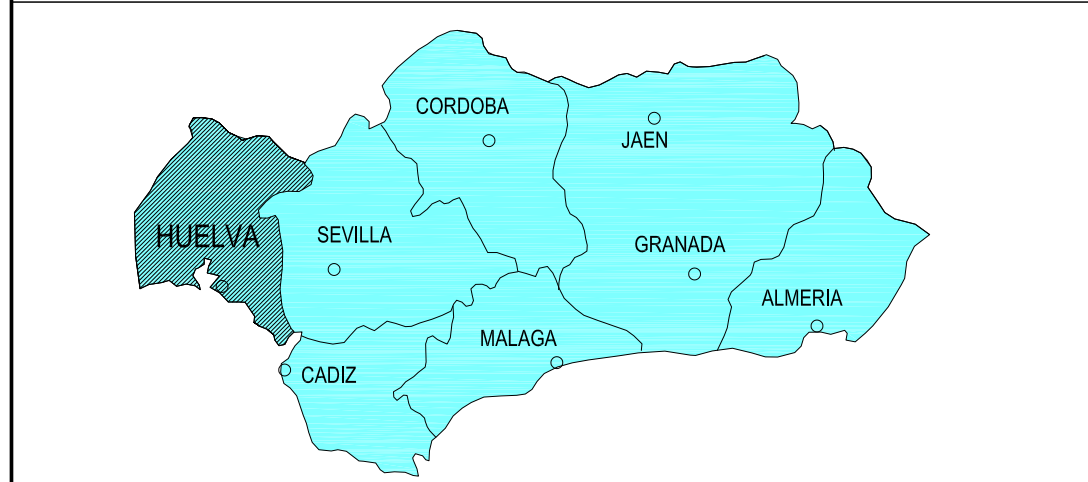 CORDOBA
JAEN
HUELVA
SEVILLA
GRANADA
ALMERIA
MALAGA
CADIZ